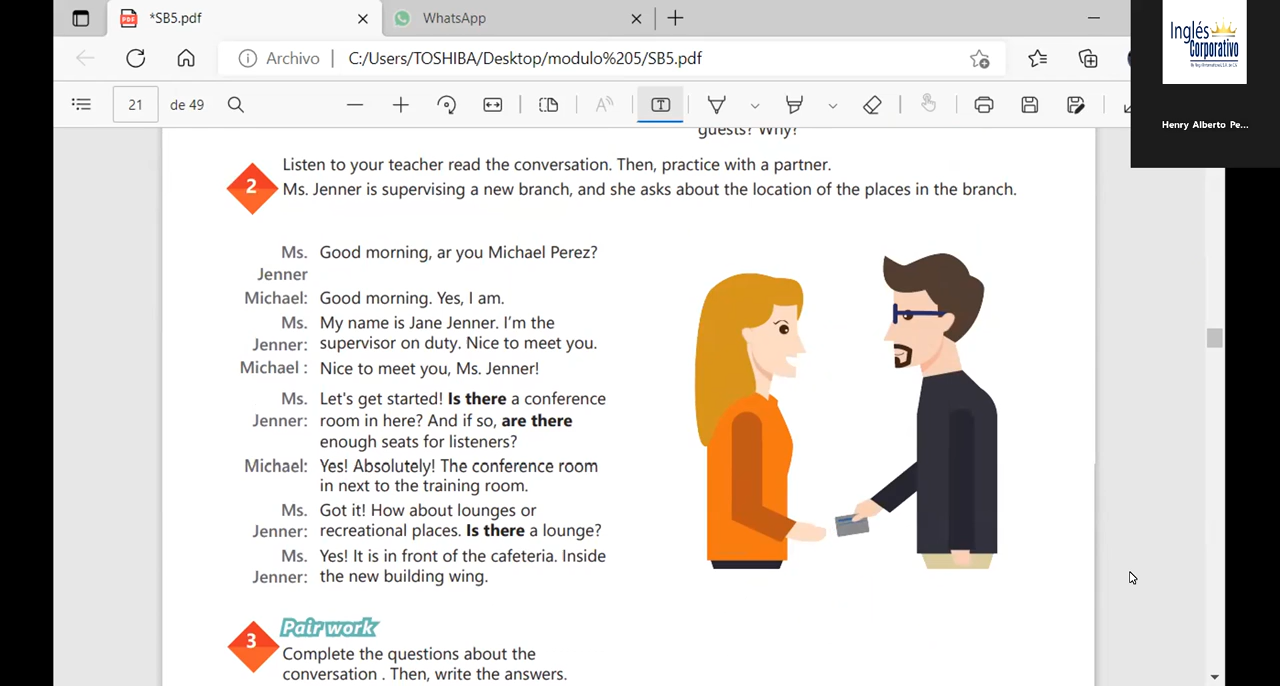 *SB5.pdf
WhatsApp
Archivo
C:/Users/TOSHIBA/Desktop/modulo%205/SB5.pdf
21
de 49
Inglés
Corporativo
Henry Alberto Pe...
guests? Why?
2
Listen to your teacher read the conversation. Then, practice with a partner.
Ms. Jenner is supervising a new branch, and she asks about the location of the places in the branch.
Ms. Good morning, ar you Michael Perez?
Jenner
Michael: Good morning. Yes, I am.
Ms. My name is Jane Jenner. I'm the
Jenner: supervisor on duty. Nice to meet you.
Michael : Nice to meet you, Ms. Jenner!
Ms. Let's get started! Is there a conference
Jenner: room in here? And if so, are there
enough seats for listeners?
Michael: Yes! Absolutely! The conference room
in next to the training room.
Ms. Got it! How about lounges or
Jenner: recreational places. Is there a lounge?
Ms. Yes! It is in front of the cafeteria. Inside
Jenner: the new building wing.
3
Pair work
Complete the questions about the
conversation . Then, write the answers.